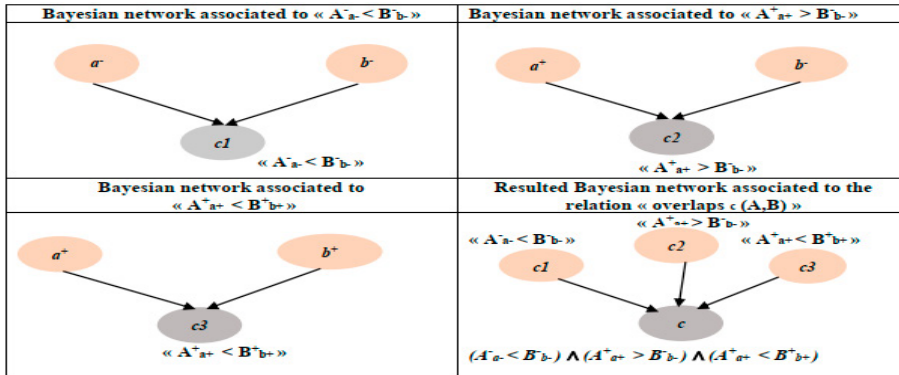 Bayesian network associated to « A⁻ₐ₋ < B⁻b₋ »
a⁻
b⁻
c1
« A⁻ₐ₋ < B⁻b₋ »
Bayesian network associated to « A⁺ₐ₊ > B⁻b₋ »
a⁺
b⁻
c2
« A⁺ₐ₊ > B⁻b₋ »
Bayesian network associated to
« A⁺ₐ₊ < B⁺b₊ »
a⁺
b⁺
c3
« A⁺ₐ₊ < B⁺b₊ »
Resulted Bayesian network associated to the
relation « overlaps c (A,B) »
« A⁺ₐ₊ > B⁻b₋ »
« A⁻ₐ₋ < B⁻b₋ »
c2
« A⁺ₐ₊ < B⁺b₊ »
c1
c3
c
(A⁻ₐ₋ < B⁻b₋) ∧ (A⁺ₐ₊ > B⁻b₋) ∧ (A⁺ₐ₊ < B⁺b₊)